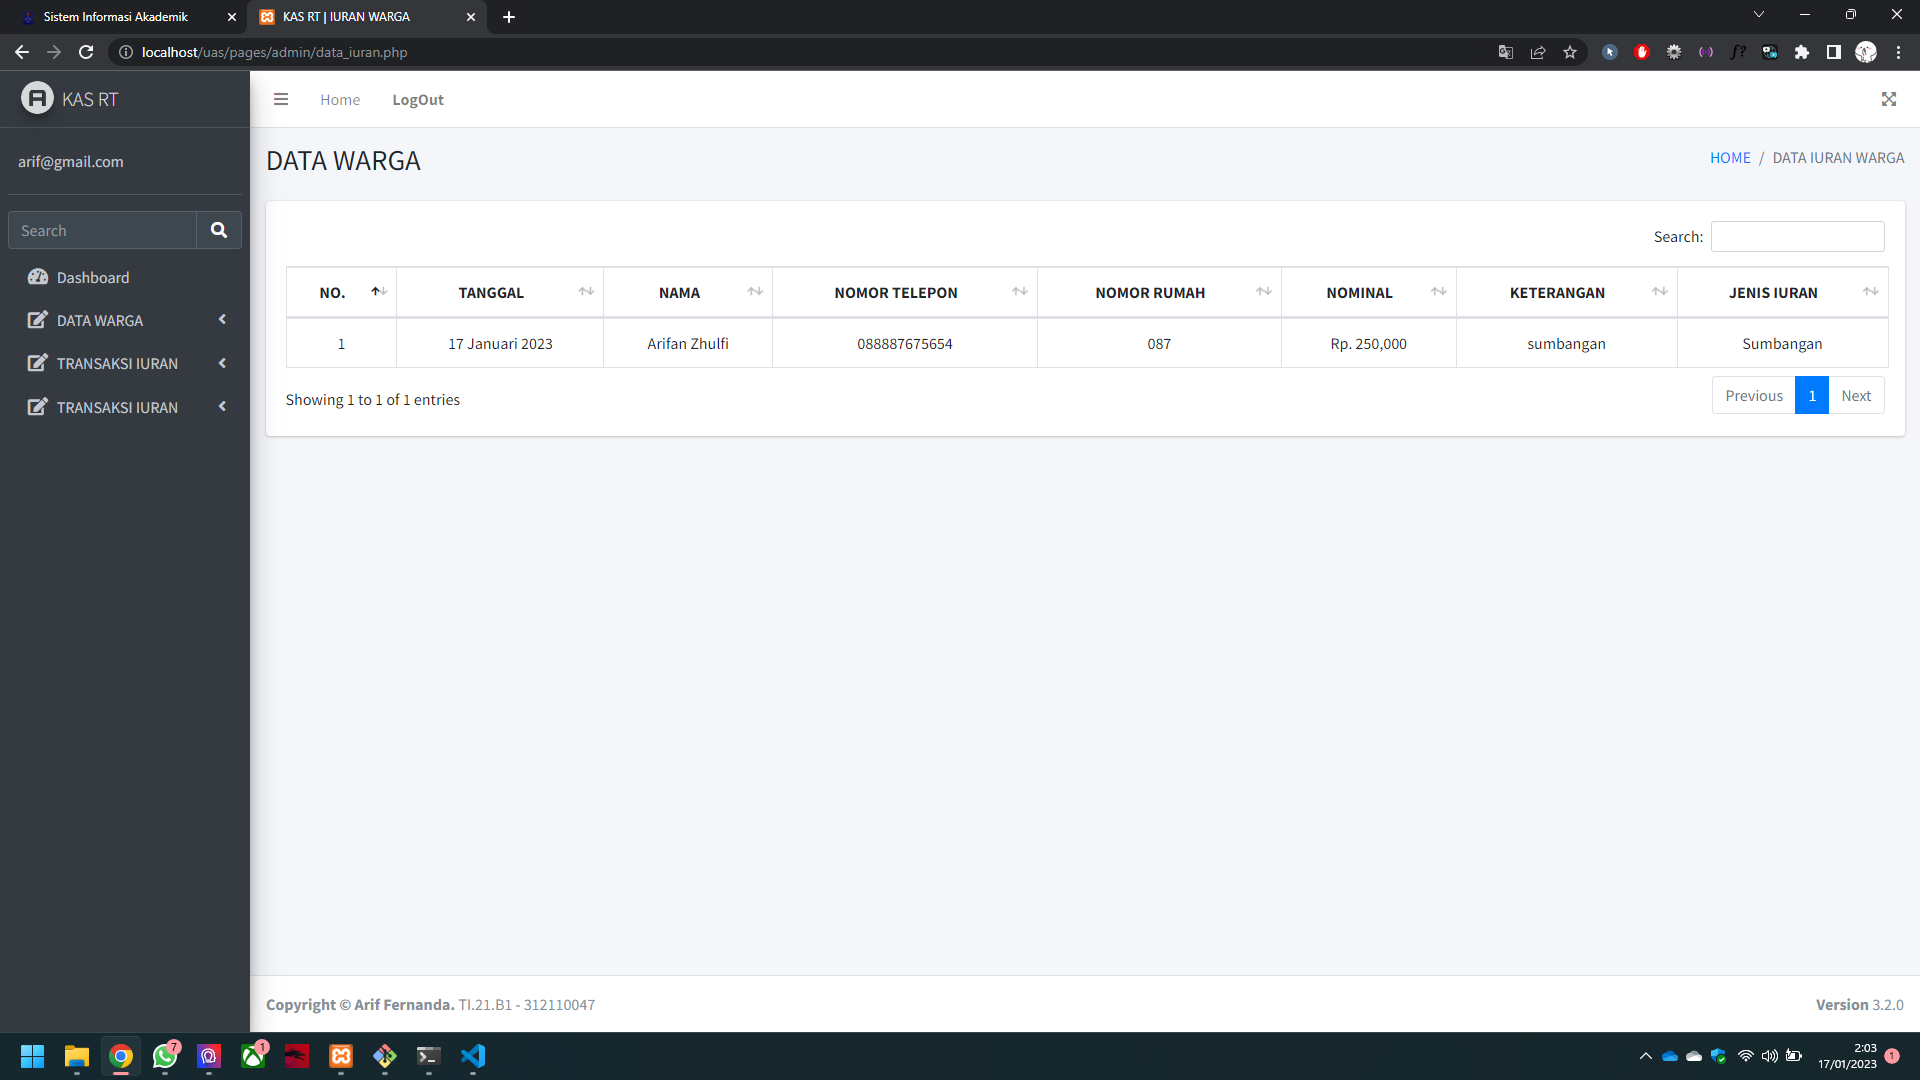 Sistem Informasi Akademik
KAS RT | IURAN WARGA
localhost/uas/pages/admin/data_iuran.php
KAS RT
Home
LogOut
arif@gmail.com
DATA WARGA
HOME / DATA IURAN WARGA
Search
Dashboard
DATA WARGA
TRANSAKSI IURAN
TRANSAKSI IURAN
Search:
NO. TANGGAL NAMA NOMOR TELEPON NOMOR RUMAH NOMINAL KETERANGAN JENIS IURAN
1 17 Januari 2023 Arifan Zhulfi 088887675654 087 Rp. 250,000 sumbangan Sumbangan
Showing 1 to 1 of 1 entries
Previous 1 Next
Copyright © Arif Fernanda. TI.21.B1 - 312110047
Version 3.2.0
7
1
2:03
17/01/2023
1